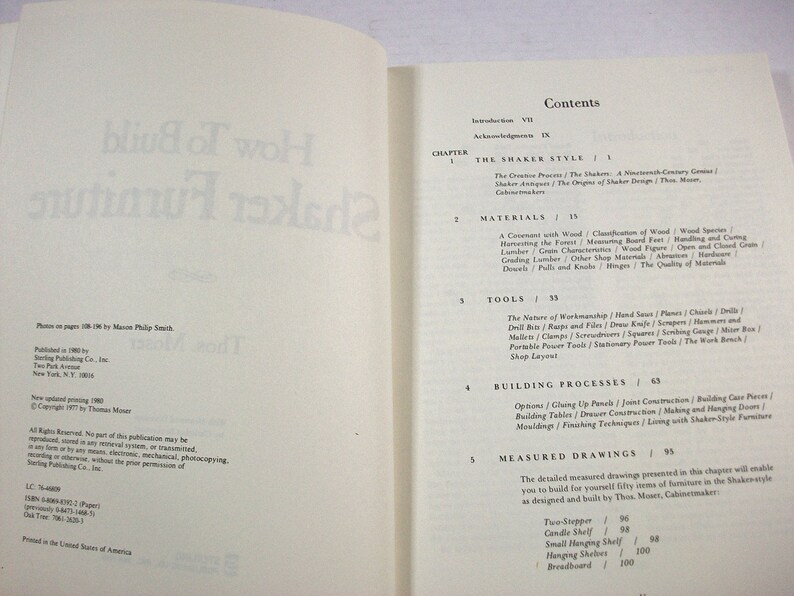 How To Build
Shaker Furniture
Thos. Moser
Photos on pages 108-196 by Mason Philip Smith.
Published in 1980 by
Sterling Publishing Co., Inc.
Two Park Avenue
New York, N.Y. 10016
New updated printing 1980
© Copyright 1977 by Thomas Moser
All Rights Reserved. No part of this publication may be
reproduced, stored in any retrieval system, or transmitted,
in any form or by any means, electronic, mechanical, photocopying,
recording or otherwise, without the prior permission of
Sterling Publishing Co., Inc.
LC: 76-46809
ISBN 0-8069-8392-2 (Paper)
(previously 0-8473-1468-5)
Oak Tree: 7061-2620-3
Printed in the United States of America
Contents
Introduction VII
Acknowledgments IX
CHAPTER
1 THE SHAKER STYLE / 1
The Creative Process / The Shakers: A Nineteenth-Century Genius /
Shaker Antiques / The Origins of Shaker Design / Thos. Moser,
Cabinetmakers
2 MATERIALS / 15
A Covenant with Wood / Classification of Wood / Wood Species /
Harvesting the Forest / Measuring Board Feet / Handling and Curing
Lumber / Grain Characteristics / Wood Figure / Open and Closed Grain /
Grading Lumber / Other Shop Materials / Abrasives / Hardware /
Dowels / Pulls and Knobs / Hinges / The Quality of Materials
3 TOOLS / 33
The Nature of Workmanship / Hand Saws / Planes / Chisels / Drills /
Drill Bits / Rasps and Files / Draw Knife / Scrapers / Hammers and
Mallets / Clamps / Screwdrivers / Squares / Scribing Gauge / Miter Box /
Portable Power Tools / Stationary Power Tools / The Work Bench /
Shop Layout
4 BUILDING PROCESSES / 63
Options / Gluing Up Panels / Joint Construction / Building Case Pieces /
Building Tables / Drawer Construction / Making and Hanging Doors /
Mouldings / Finishing Techniques / Living with Shaker-Style Furniture
5 MEASURED DRAWINGS / 95
The detailed measured drawings presented in this chapter will enable
you to build for yourself fifty items of furniture in the Shaker-style
as designed and built by Thos. Moser, Cabinetmaker:
Two-Stepper / 96
Candle Shelf / 98
Small Hanging Shelf / 98
Hanging Shelves / 100
Breadboard / 100